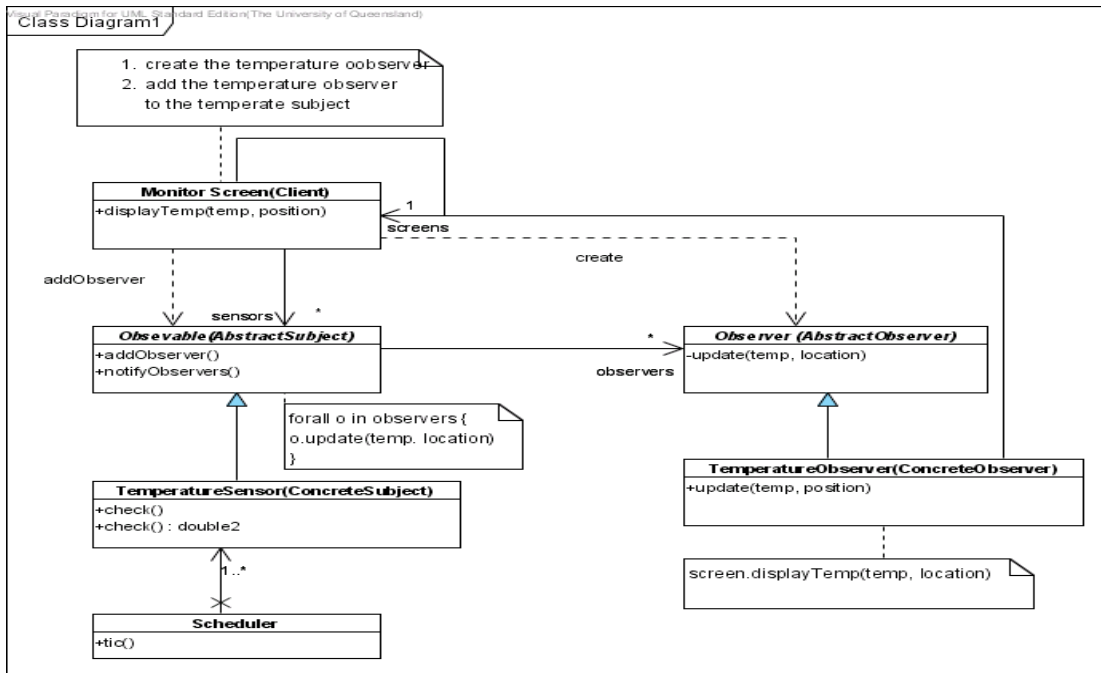 Visual Paradigm for UML Standard Edition(The University of Queensland)
Class Diagram1
1. create the temperature oobserver
2. add the temperature observer
to the temperate subject
Monitor Screen(Client)
+displayTemp(temp, position)
1
screens
create
addObserver
sensors
*
Obsevable(AbstractSubject)
+addObserver()
+notifyObservers()
*
observers
Observer (AbstractObserver)
-update(temp, location)
forall o in observers {
o.update(temp. location)
}
TemperatureSensor(ConcreteSubject)
+check()
+check() : double2
TemperatureObserver(ConcreteObserver)
+update(temp, position)
screen.displayTemp(temp, location)
1..*
Scheduler
+tic()